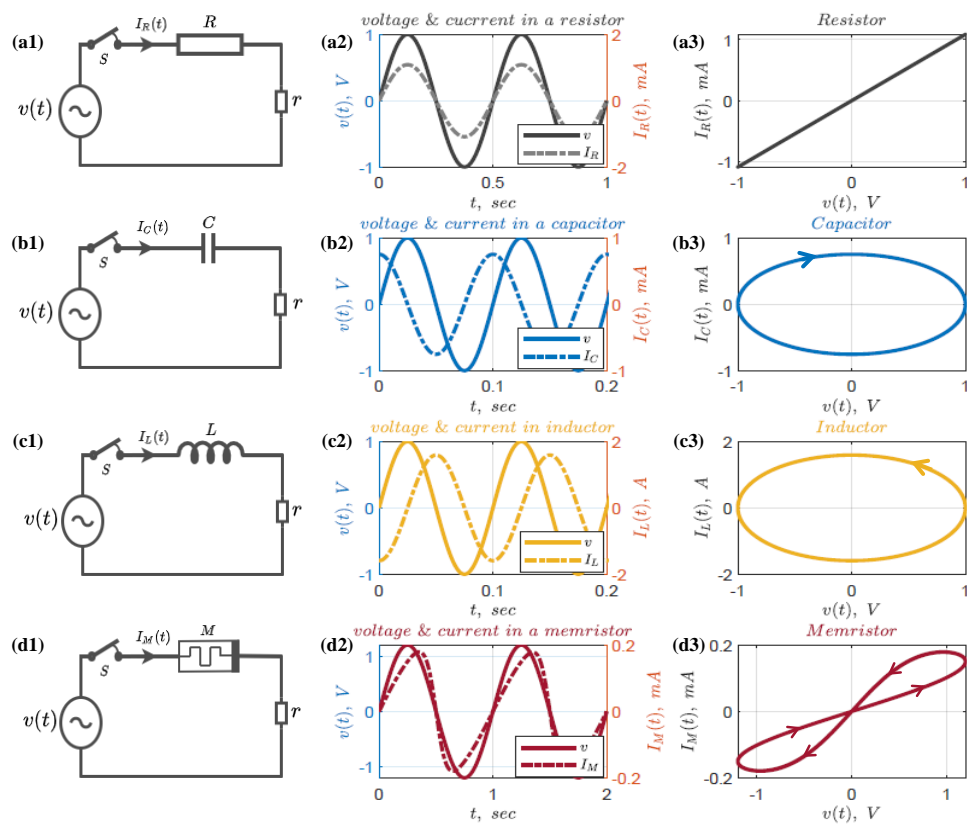 (a1)
I_R(t)
R
S
v(t)
r
(a2)
voltage & cucrrent in a resistor
1
0
-1
v(t), V
2
0
-2
I_R(t), mA
v
I_R
0
0.5
1
t, sec
(a3)
Resistor
1
0
-1
I_R(t), mA
-1
0
1
v(t), V
(b1)
I_C(t)
C
S
v(t)
r
(b2)
voltage & current in a capacitor
1
0
-1
v(t), V
1
0
-1
I_C(t), mA
v
I_C
0
0.1
0.2
t, sec
(b3)
Capacitor
1
0
-1
I_C(t), mA
-1
0
1
v(t), V
(c1)
I_L(t)
L
S
v(t)
r
(c2)
voltage & current in inductor
1
0
-1
v(t), V
2
0
-2
I_L(t), A
v
I_L
0
0.1
0.2
t, sec
(c3)
Inductor
2
0
-2
I_L(t), A
-1
0
1
v(t), V
(d1)
I_M(t)
M
S
v(t)
r
(d2)
voltage & current in a memristor
1
0
-1
v(t), V
0.2
0
-0.2
I_M(t), mA
v
I_M
0
1
2
t, sec
(d3)
Memristor
0.2
0
-0.2
I_M(t), mA
-1
0
1
v(t), V